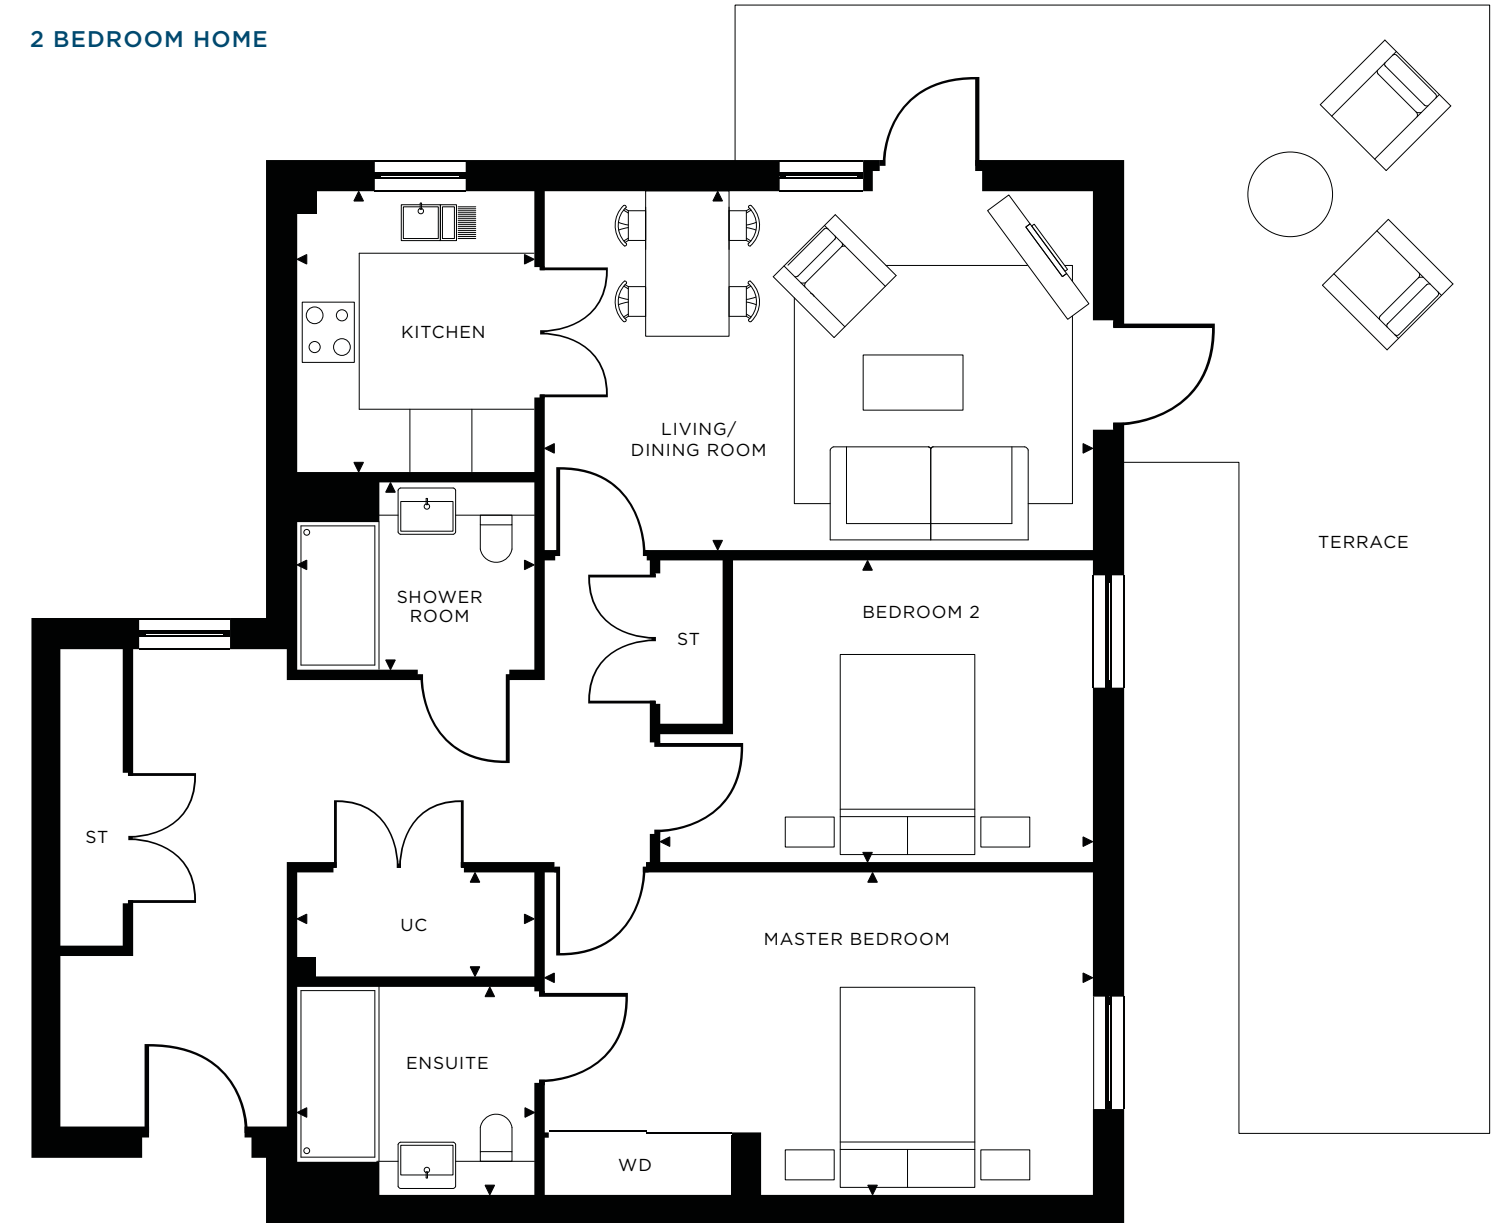 2 BEDROOM HOME
KITCHEN
LIVING/
DINING ROOM
TERRACE
SHOWER
ROOM
ST
BEDROOM 2
ST
UC
MASTER BEDROOM
ENSUITE
WD